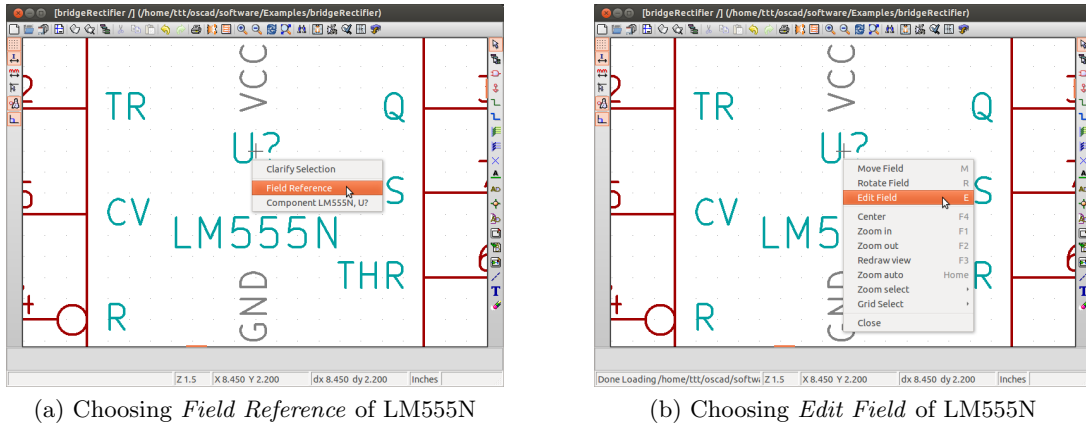 [bridgeRectifier /] (/home/ttt/oscad/software/Examples/bridgeRectifier)
VCC
TR
Q
U?
Clarify Selection
Field Reference
Component LM555N, U?
S
CV
LM555N
THR
GND
R
Z 1.5
X 8.450 Y 2.200
dx 8.450 dy 2.200
Inches
(a) Choosing Field Reference of LM555N
[bridgeRectifier /] (/home/ttt/oscad/software/Examples/bridgeRectifier)
VCC
TR
Q
U?
Move Field M
Rotate Field R
Edit Field E
Center F4
Zoom in F1
Zoom out F2
Redraw view F3
Zoom auto Home
Zoom select
Grid Select
Close
S
CV
LM5
R
R
Done Loading /home/ttt/oscad/softwa
Z 1.5
X 8.450 Y 2.200
dx 8.450 dy 2.200
Inches
(b) Choosing Edit Field of LM555N